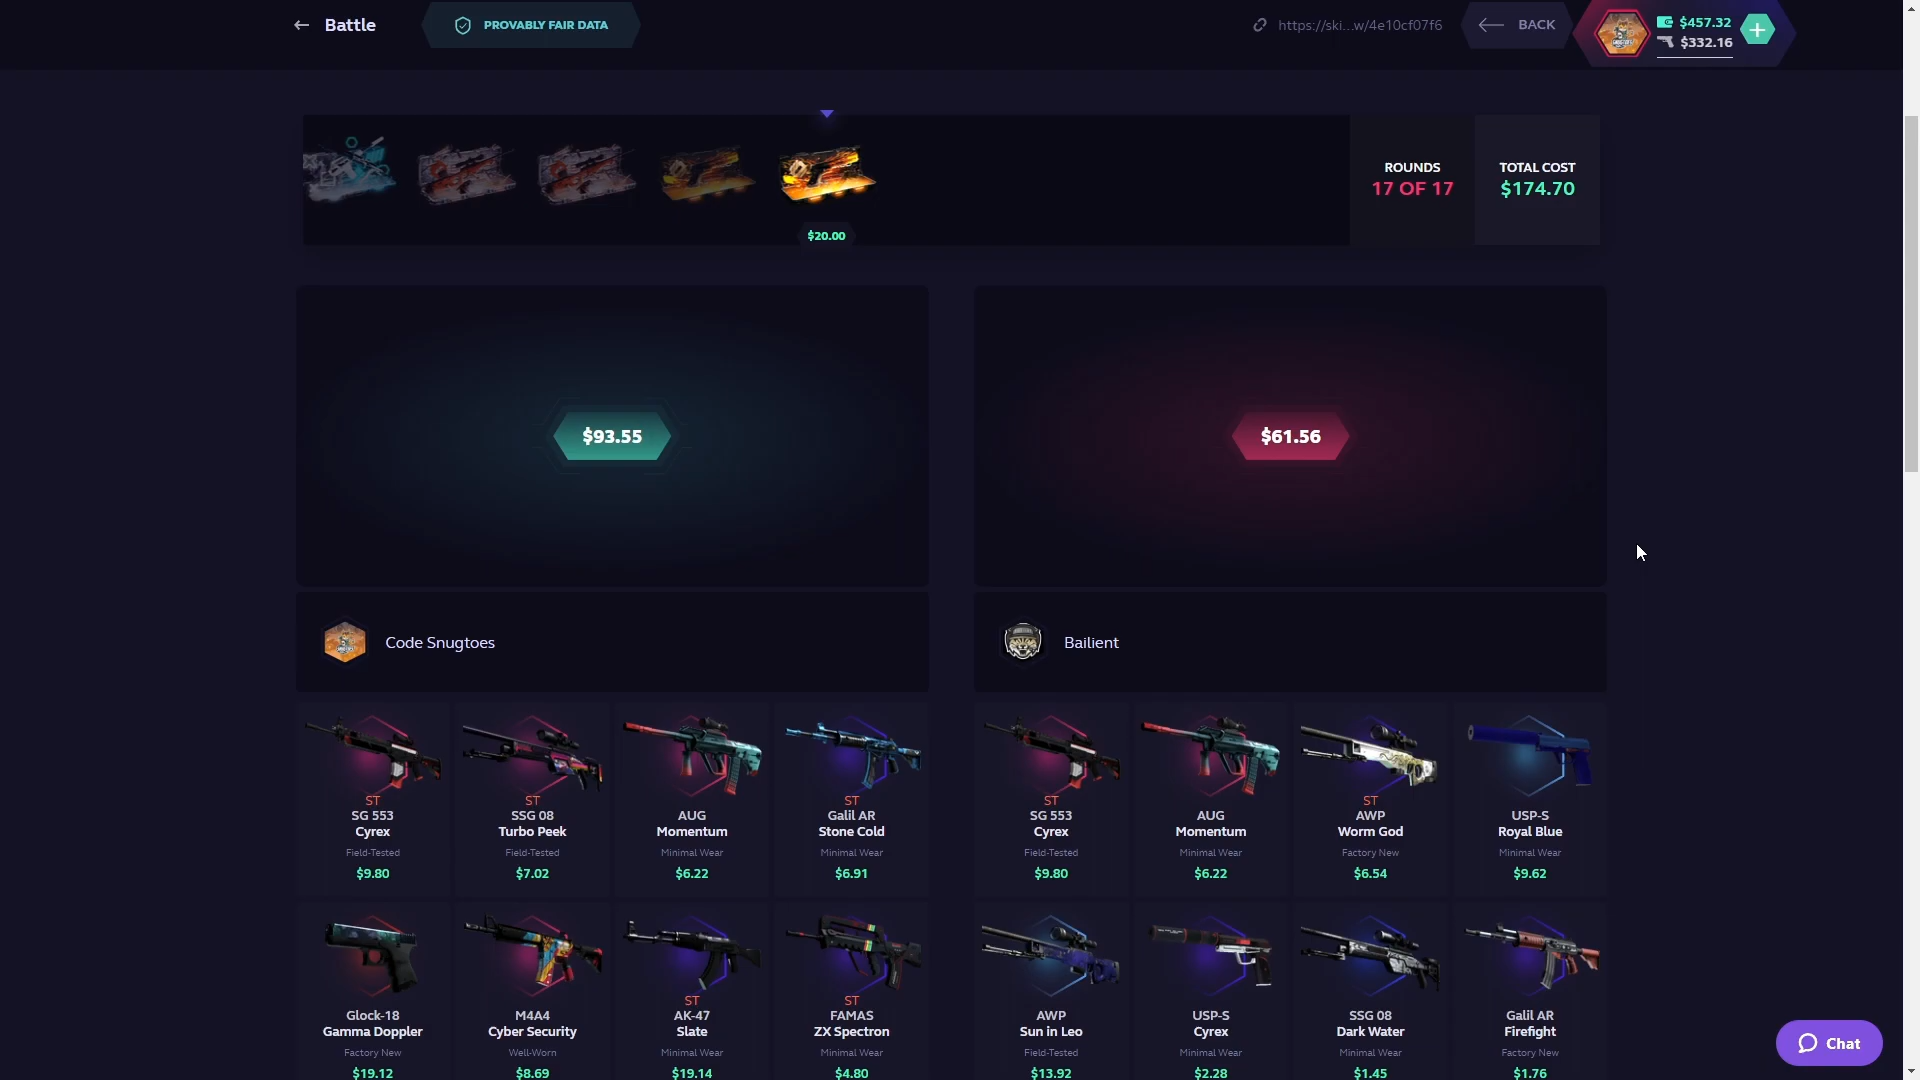 Battle
PROVABLY FAIR DATA
https://ski...w/4e10cf07f6
BACK
$457.32
$332.16
ROUNDS
17 OF 17
TOTAL COST
$174.70
$20.00
$93.55
$61.56
Code Snugtoes
Bailient
ST
SG 553
Cyrex
Field-Tested
$9.80
ST
SSG 08
Turbo Peek
Field-Tested
$7.02
AUG
Momentum
Minimal Wear
$6.22
ST
Galil AR
Stone Cold
Minimal Wear
$6.91
ST
SG 553
Cyrex
Field-Tested
$9.80
AUG
Momentum
Minimal Wear
$6.22
ST
AWP
Worm God
Factory New
$6.54
USP-S
Royal Blue
Minimal Wear
$9.62
Glock-18
Gamma Doppler
Factory New
$19.12
M4A4
Cyber Security
Well-Worn
$8.69
ST
AK-47
Slate
Minimal Wear
$19.14
ST
FAMAS
ZX Spectron
Minimal Wear
$4.80
AWP
Sun in Leo
Field-Tested
$13.92
USP-S
Cyrex
Minimal Wear
$2.28
SSG 08
Dark Water
Minimal Wear
$1.45
Galil AR
Firefight
Factory New
$1.76
Chat